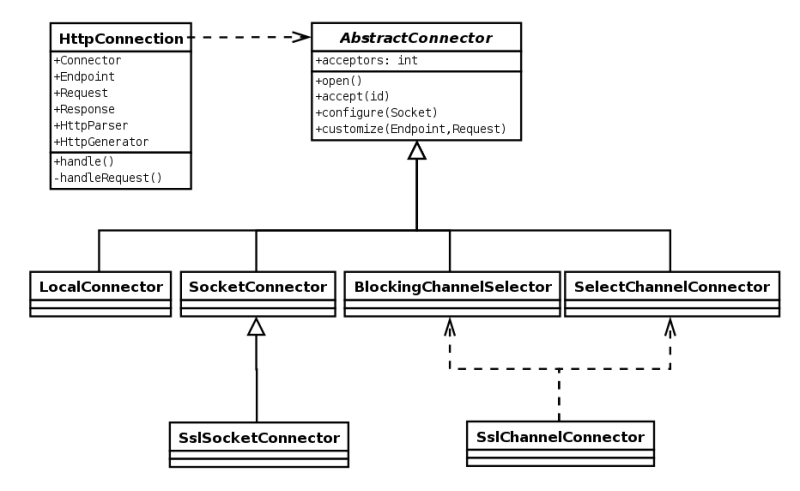 HttpConnection
+Connector
+Endpoint
+Request
+Response
+HttpParser
+HttpGenerator
+handle()
-handleRequest()
AbstractConnector
+acceptors: int
+open()
+accept(id)
+configure(Socket)
+customize(Endpoint,Request)
LocalConnector
SocketConnector
BlockingChannelSelector
SelectChannelConnector
SslSocketConnector
SslChannelConnector